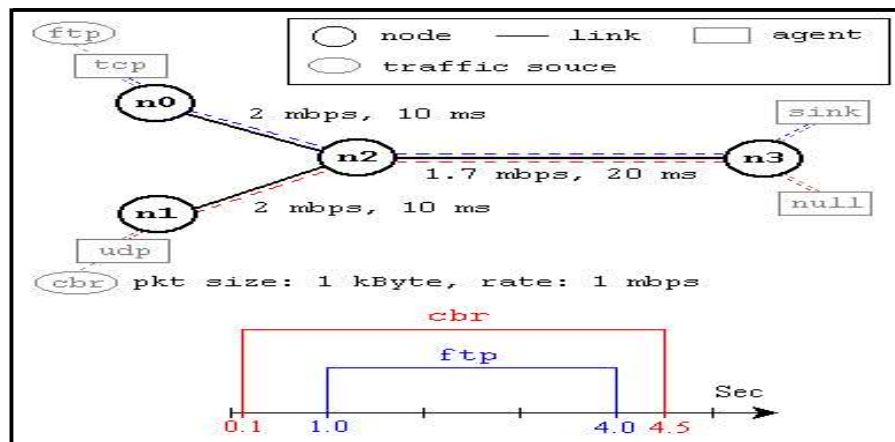 ftp
node link agent
traffic souce
tcp
n0
2 mbps, 10 ms
sink
n2
n3
1.7 mbps, 20 ms
n1
2 mbps, 10 ms
null
udp
cbr pkt size: 1 kByte, rate: 1 mbps
cbr
ftp
Sec
0.1 1.0 4.0 4.5